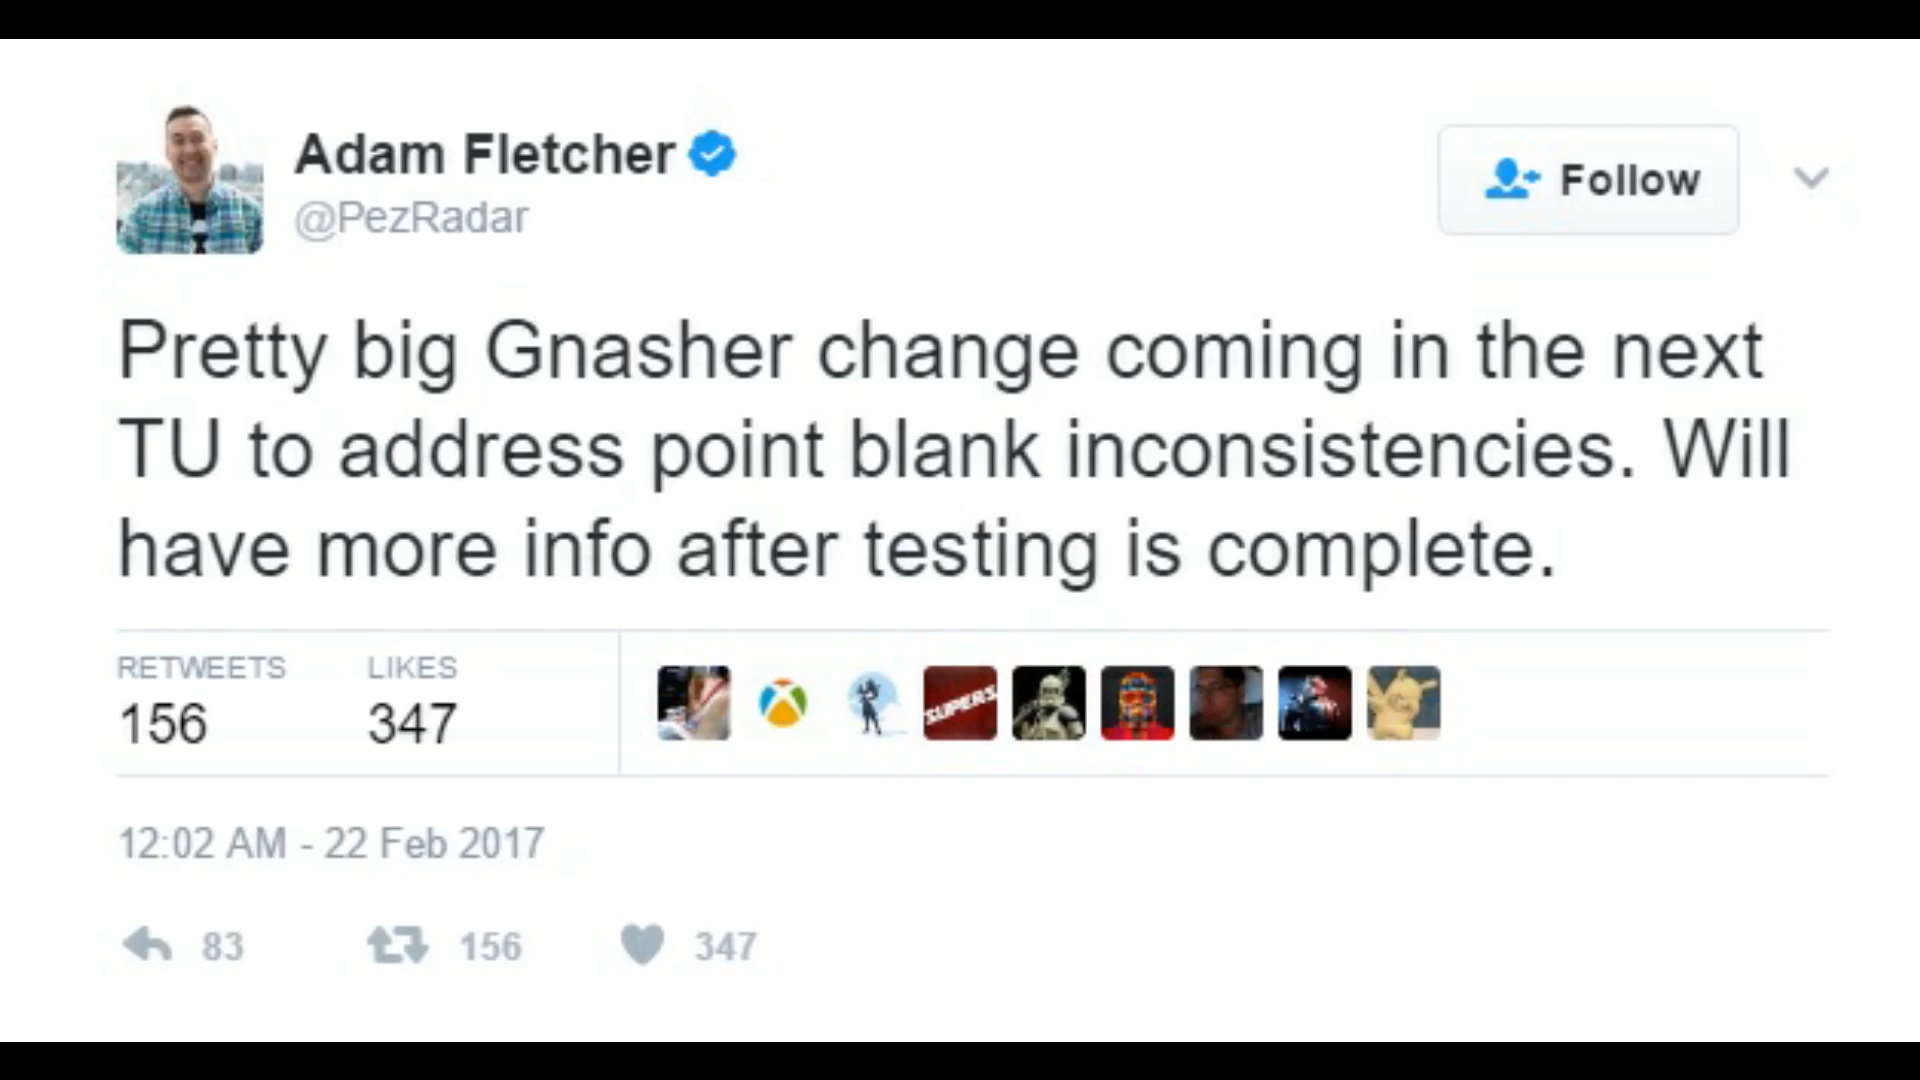 Adam Fletcher
@PezRadar
Follow
Pretty big Gnasher change coming in the next
TU to address point blank inconsistencies. Will
have more info after testing is complete.
RETWEETS LIKES
156 347
SUPERS
12:02 AM - 22 Feb 2017
83 156 347